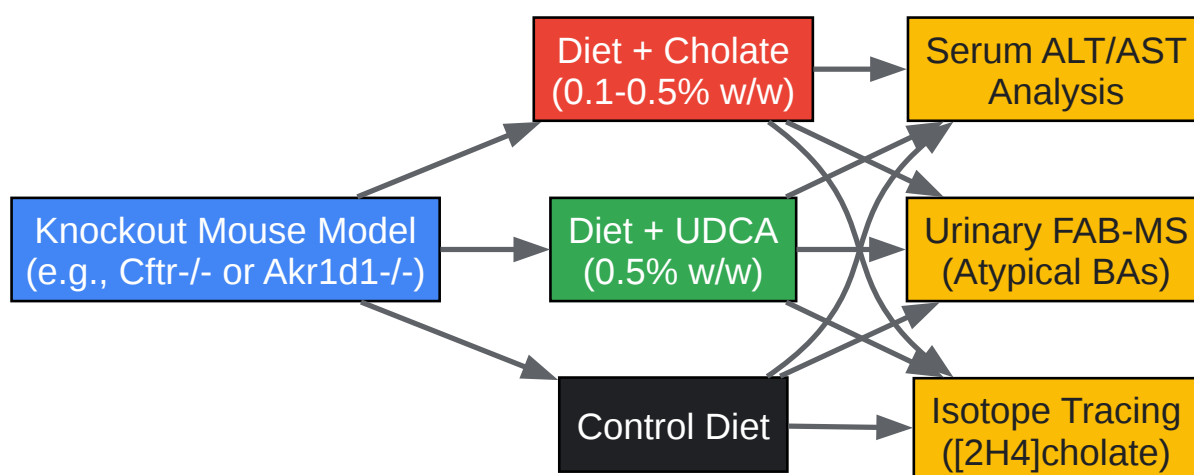 Knockout Mouse Model
(e.g., Cftr-/- or Akr1d1-/-)
Diet + Cholate
(0.1-0.5% w/w)
Diet + UDCA
(0.5% w/w)
Control Diet
Serum ALT/AST
Analysis
Urinary FAB-MS
(Atypical BAs)
Isotope Tracing
([2H4]cholate)